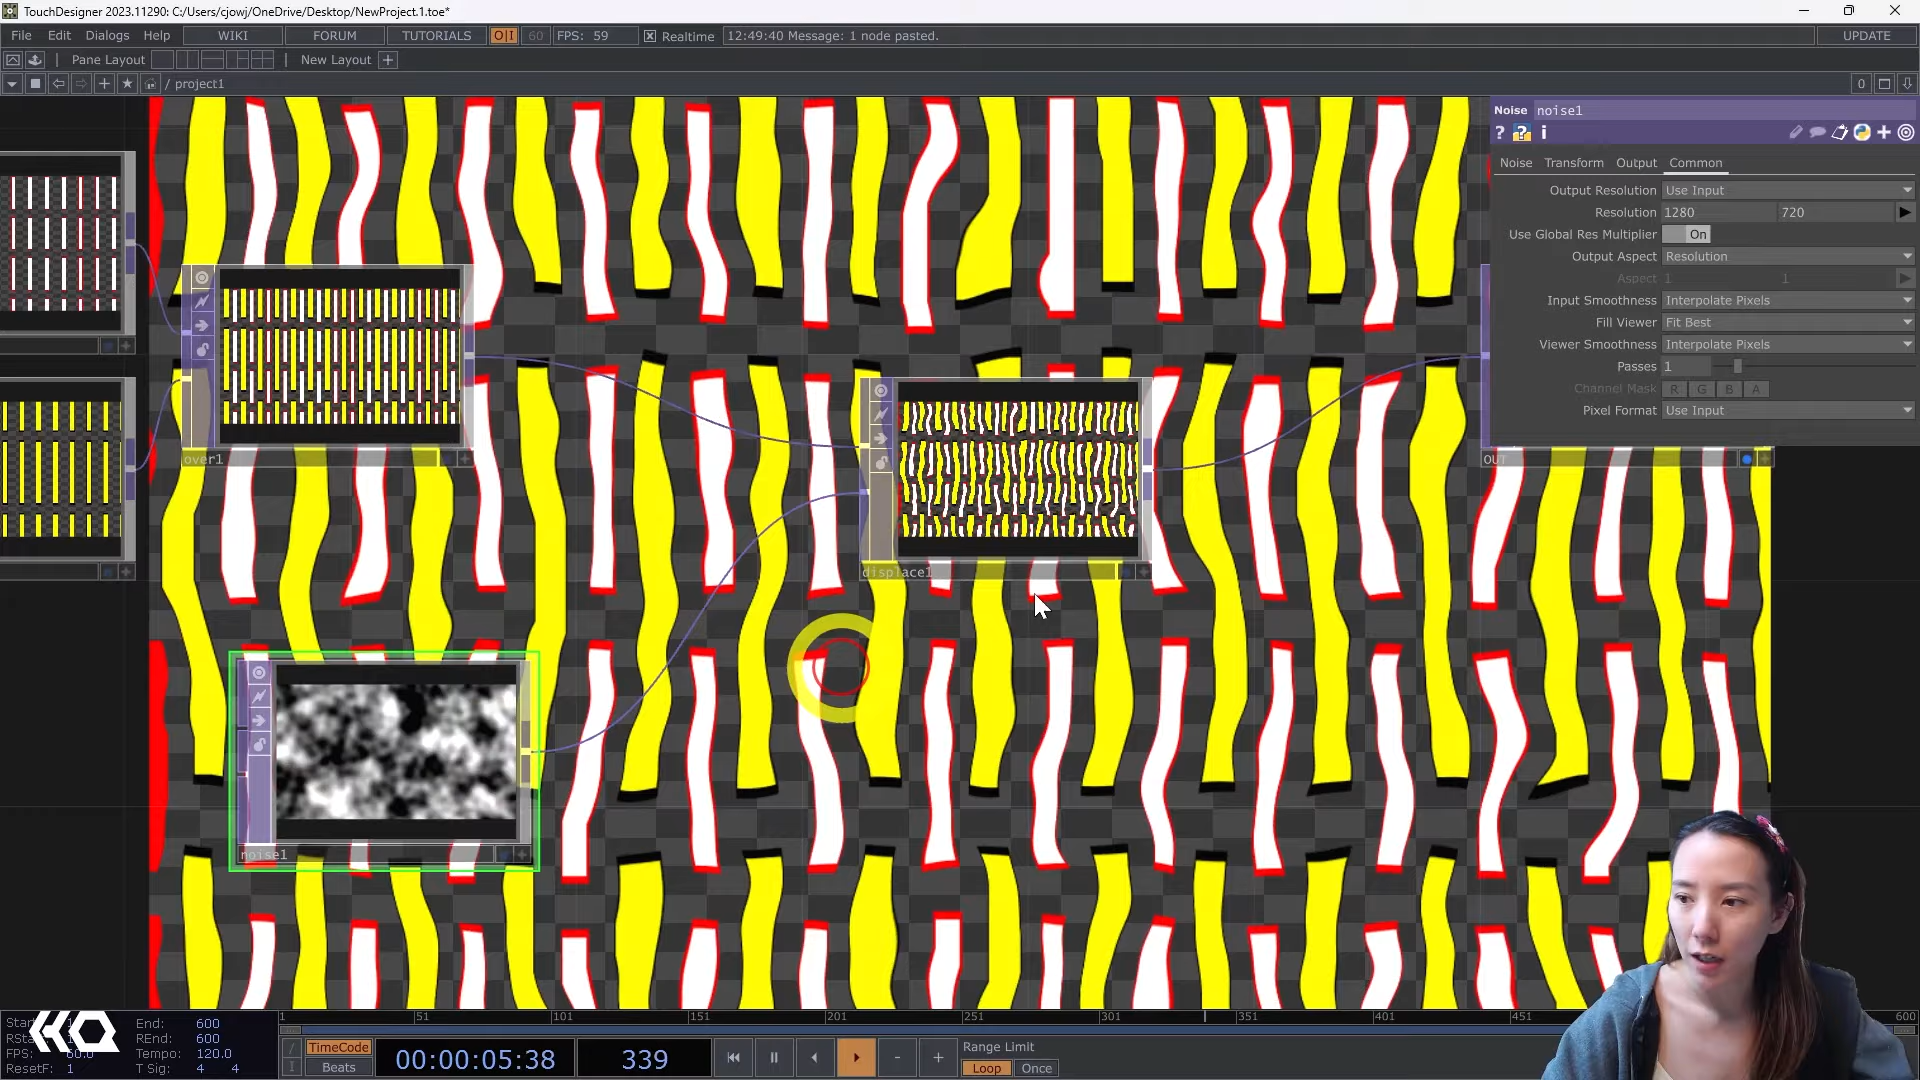 TouchDesigner 2023.11290: C:/Users/cjowj/OneDrive/Desktop/NewProject.1.toe*
File Edit Dialogs Help WIKI FORUM TUTORIALS O|I 60 FPS: 59 Realtime 12:49:40 Message: 1 node pasted. UPDATE
Pane Layout New Layout +
/ project1 0
Noise noise1
? ? i
Noise Transform Output Common
Output Resolution Use Input
Resolution 1280 720
Use Global Res Multiplier On
Output Aspect Resolution
Aspect 1 1
Input Smoothness Interpolate Pixels
Fill Viewer Fit Best
Viewer Smoothness Interpolate Pixels
Passes 1
Channel Mask R G B A
Pixel Format Use Input
over1
OUT
displace1
noise1
1 51 101 151 201 251 301 351 401 451 600
Start: End: 600
REnd: 600
FPS: 60.0 Tempo: 120.0
ResetF: 1 T Sig: 4 4
TimeCode
Beats
00:00:05:38
339
- +
Range Limit
Loop Once
HQ